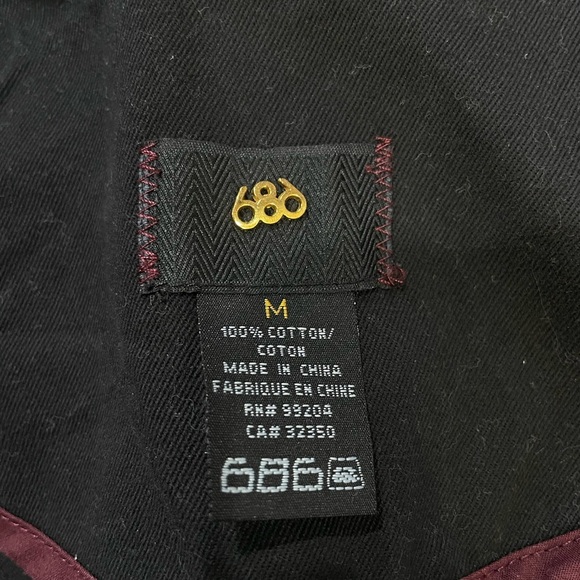 686
M
100% COTTON/
COTON
MADE IN CHINA
FABRIQUE EN CHINE
RN# 99204
CA# 32350
686